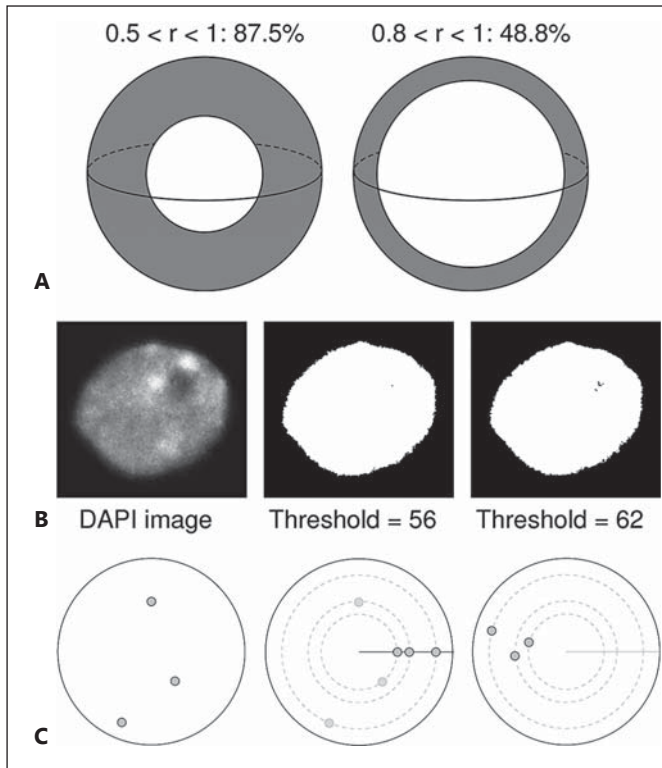 0.5 < r < 1: 87.5% 0.8 < r < 1: 48.8%
A
B DAPI image Threshold = 56 Threshold = 62
C